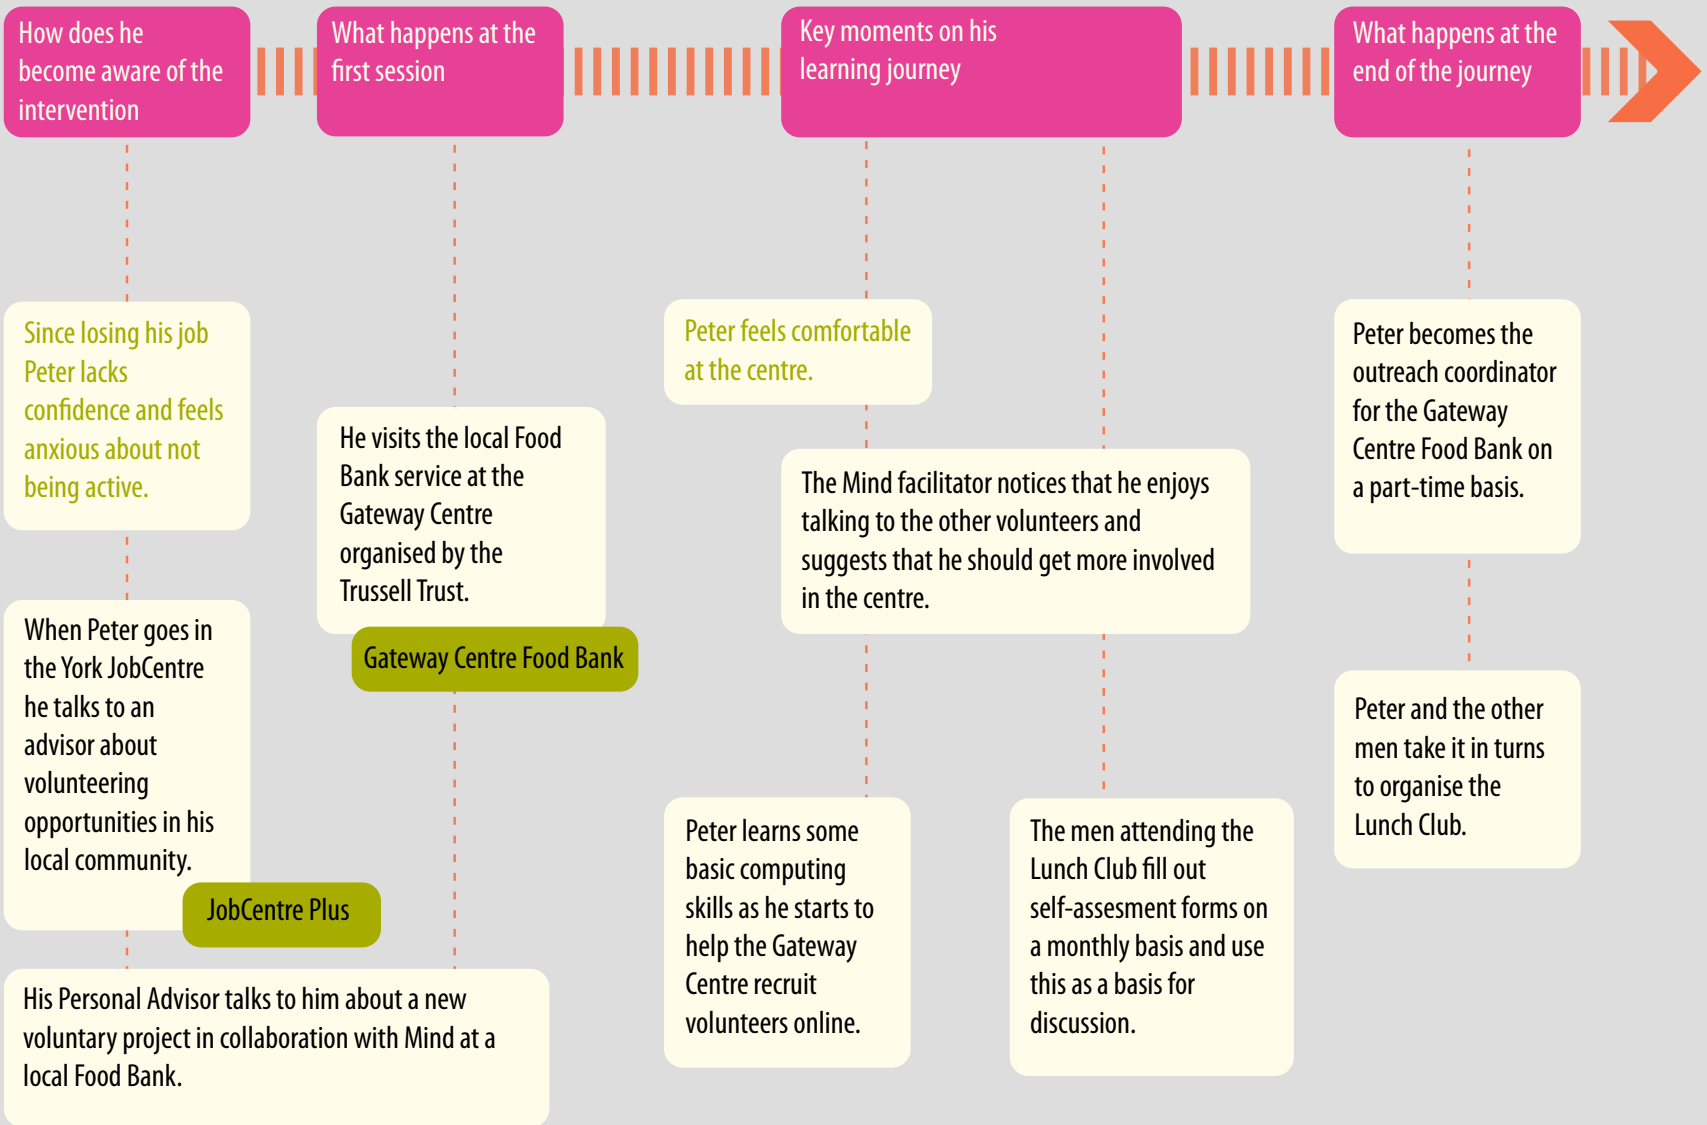 How does he
become aware of the
intervention
What happens at the
first session
Key moments on his
learning journey
What happens at the
end of the journey
Since losing his job
Peter lacks
confidence and feels
anxious about not
being active.
When Peter goes in
the York JobCentre
he talks to an
advisor about
volunteering
opportunities in his
local community.
JobCentre Plus
His Personal Advisor talks to him about a new
voluntary project in collaboration with Mind at a
local Food Bank.
He visits the local Food
Bank service at the
Gateway Centre
organised by the
Trussell Trust.
Gateway Centre Food Bank
Peter feels comfortable
at the centre.
The Mind facilitator notices that he enjoys
talking to the other volunteers and
suggests that he should get more involved
in the centre.
Peter learns some
basic computing
skills as he starts to
help the Gateway
Centre recruit
volunteers online.
The men attending the
Lunch Club fill out
self-assesment forms on
a monthly basis and use
this as a basis for
discussion.
Peter becomes the
outreach coordinator
for the Gateway
Centre Food Bank on
a part-time basis.
Peter and the other
men take it in turns
to organise the
Lunch Club.